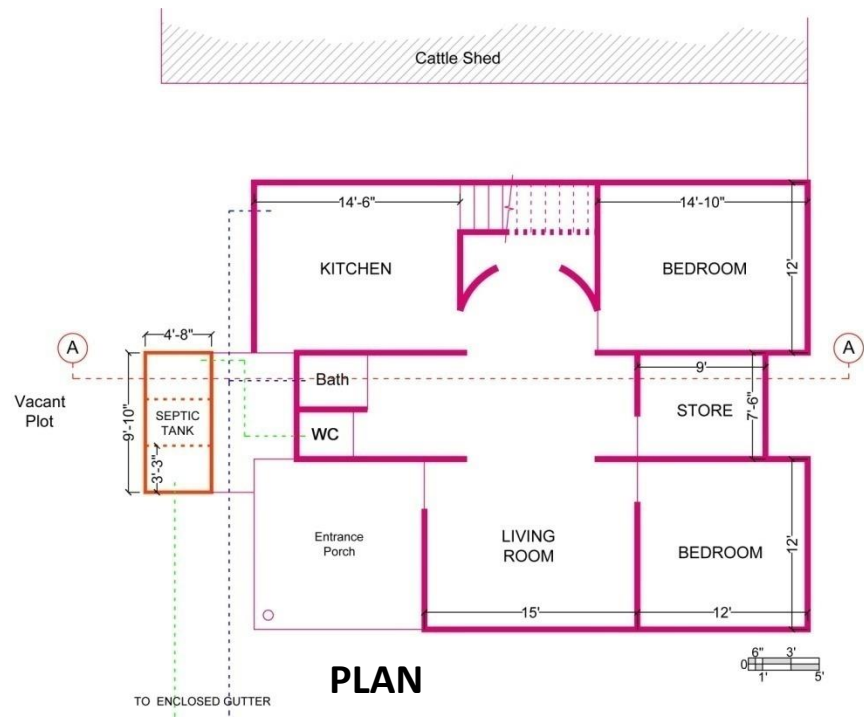 Cattle Shed
14'-6"
14'-10"
KITCHEN
BEDROOM
12'
4'-8"
A
A
Bath
9'
Vacant
Plot
9'-10"
SEPTIC
TANK
STORE
7'-6"
WC
3'-3"
Entrance
Porch
LIVING
ROOM
BEDROOM
12'
15'
12'
PLAN
6" 3'
0
1' 5'
TO ENCLOSED GUTTER